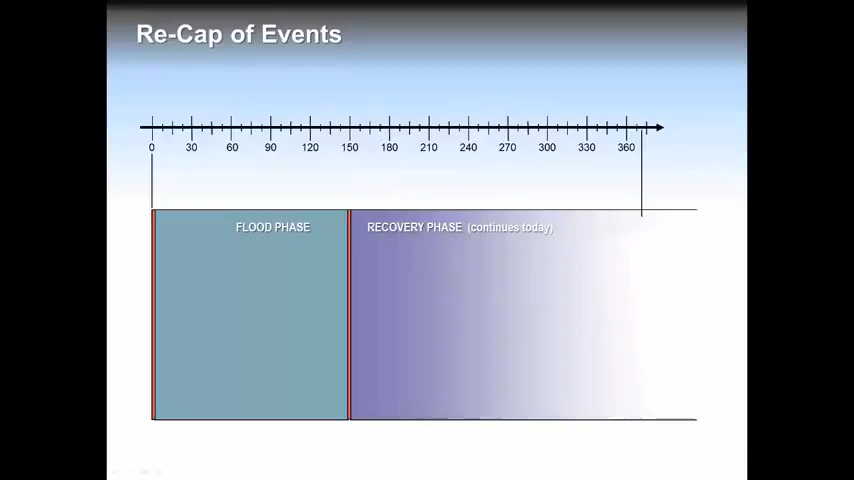 Re-Cap of Events
0 30 60 90 120 150 180 210 240 270 300 330 360
FLOOD PHASE RECOVERY PHASE (continues today)